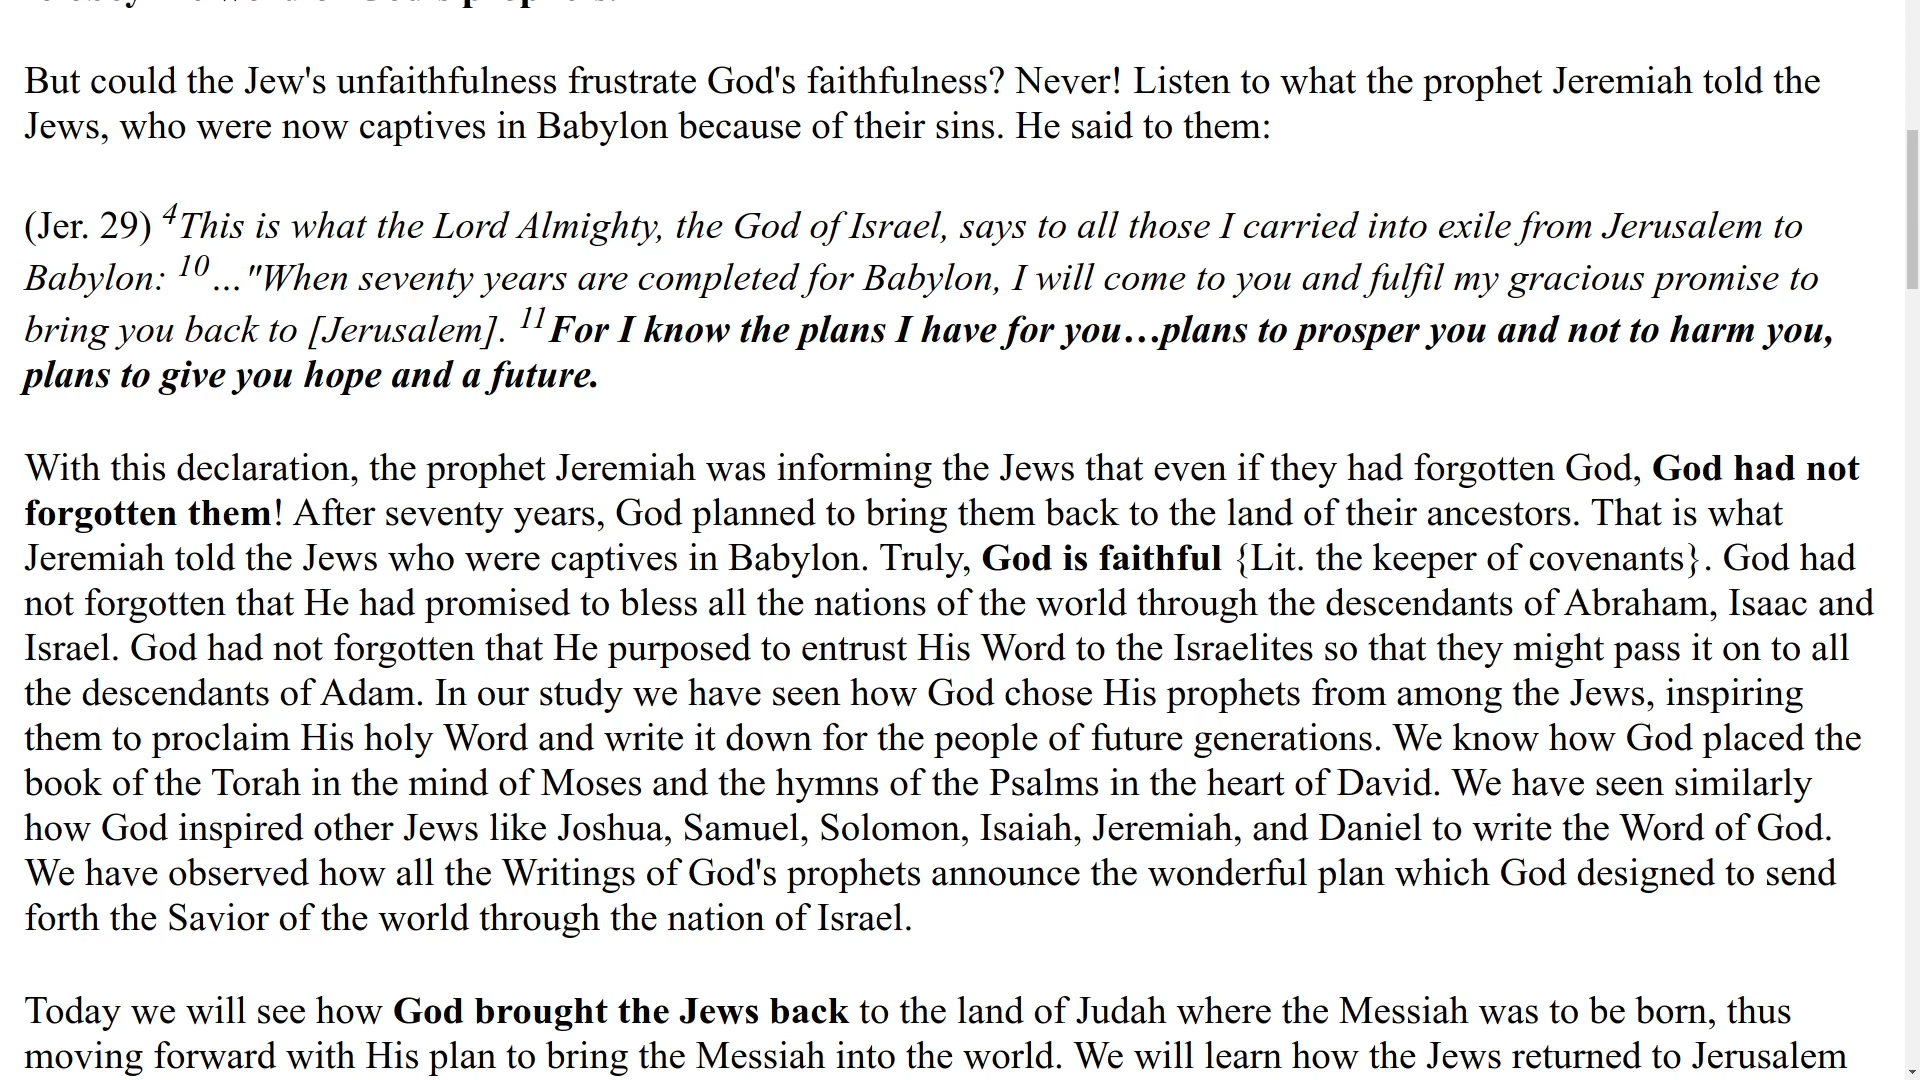 But could the Jew's unfaithfulness frustrate God's faithfulness? Never! Listen to what the prophet Jeremiah told the
Jews, who were now captives in Babylon because of their sins. He said to them:
(Jer. 29) 4This is what the Lord Almighty, the God of Israel, says to all those I carried into exile from Jerusalem to
Babylon: 10..."When seventy years are completed for Babylon, I will come to you and fulfil my gracious promise to
bring you back to [Jerusalem]. 11For I know the plans I have for you…plans to prosper you and not to harm you,
plans to give you hope and a future.
With this declaration, the prophet Jeremiah was informing the Jews that even if they had forgotten God, God had not
forgotten them! After seventy years, God planned to bring them back to the land of their ancestors. That is what
Jeremiah told the Jews who were captives in Babylon. Truly, God is faithful {Lit. the keeper of covenants}. God had
not forgotten that He had promised to bless all the nations of the world through the descendants of Abraham, Isaac and
Israel. God had not forgotten that He purposed to entrust His Word to the Israelites so that they might pass it on to all
the descendants of Adam. In our study we have seen how God chose His prophets from among the Jews, inspiring
them to proclaim His holy Word and write it down for the people of future generations. We know how God placed the
book of the Torah in the mind of Moses and the hymns of the Psalms in the heart of David. We have seen similarly
how God inspired other Jews like Joshua, Samuel, Solomon, Isaiah, Jeremiah, and Daniel to write the Word of God.
We have observed how all the Writings of God's prophets announce the wonderful plan which God designed to send
forth the Savior of the world through the nation of Israel.
Today we will see how God brought the Jews back to the land of Judah where the Messiah was to be born, thus
moving forward with His plan to bring the Messiah into the world. We will learn how the Jews returned to Jerusalem